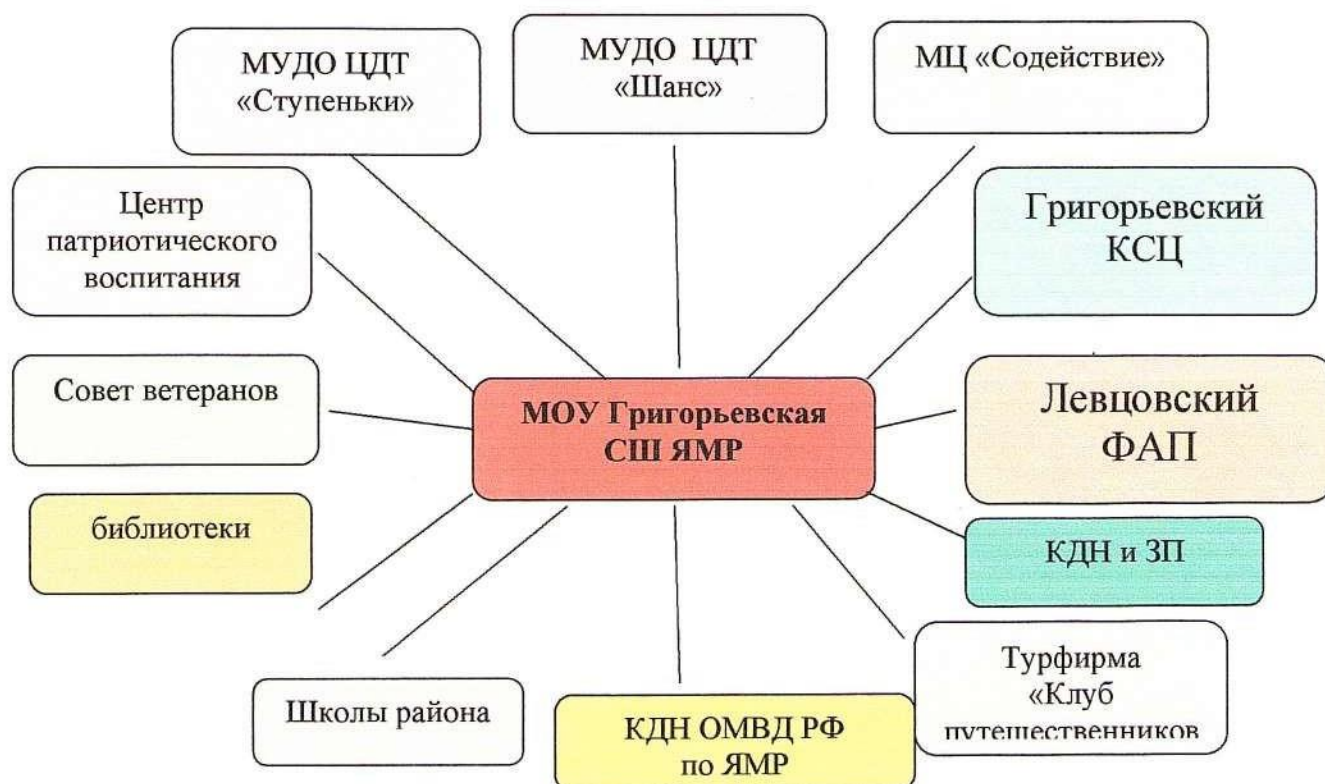 МУДО ЦДТ
«Ступеньки»
МУДО ЦДТ
«Шанс»
МЦ «Содействие»
Центр
патриотического
воспитания
Григорьевский
КСЦ
Совет ветеранов
МОУ Григорьевская
СШ ЯМР
Левцовский
ФАП
библиотеки
КДН и ЗП
Школы района
КДН ОМВД РФ
по ЯМР
Турфирма
«Клуб
путешественников